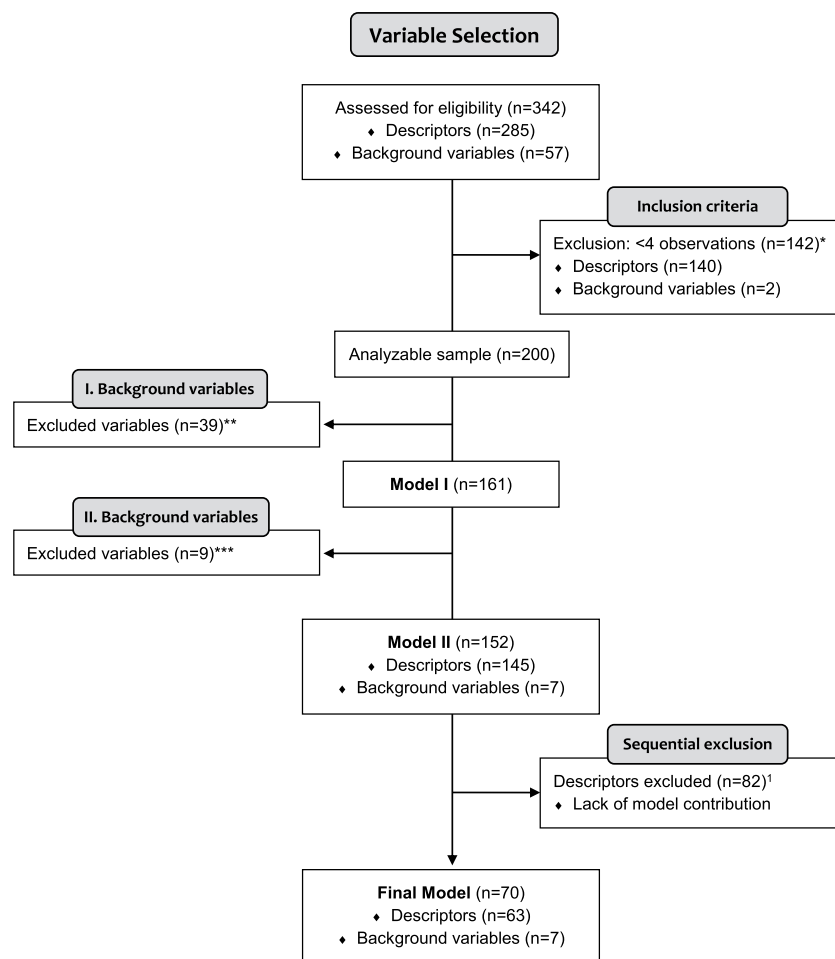 Variable Selection
Assessed for eligibility (n=342)
♦ Descriptors (n=285)
♦ Background variables (n=57)
Inclusion criteria
Exclusion: <4 observations (n=142)*
♦ Descriptors (n=140)
♦ Background variables (n=2)
Analyzable sample (n=200)
I. Background variables
Excluded variables (n=39)**
Model I (n=161)
II. Background variables
Excluded variables (n=9)***
Model II (n=152)
♦ Descriptors (n=145)
♦ Background variables (n=7)
Sequential exclusion
Descriptors excluded (n=82)¹
♦ Lack of model contribution
Final Model (n=70)
♦ Descriptors (n=63)
♦ Background variables (n=7)